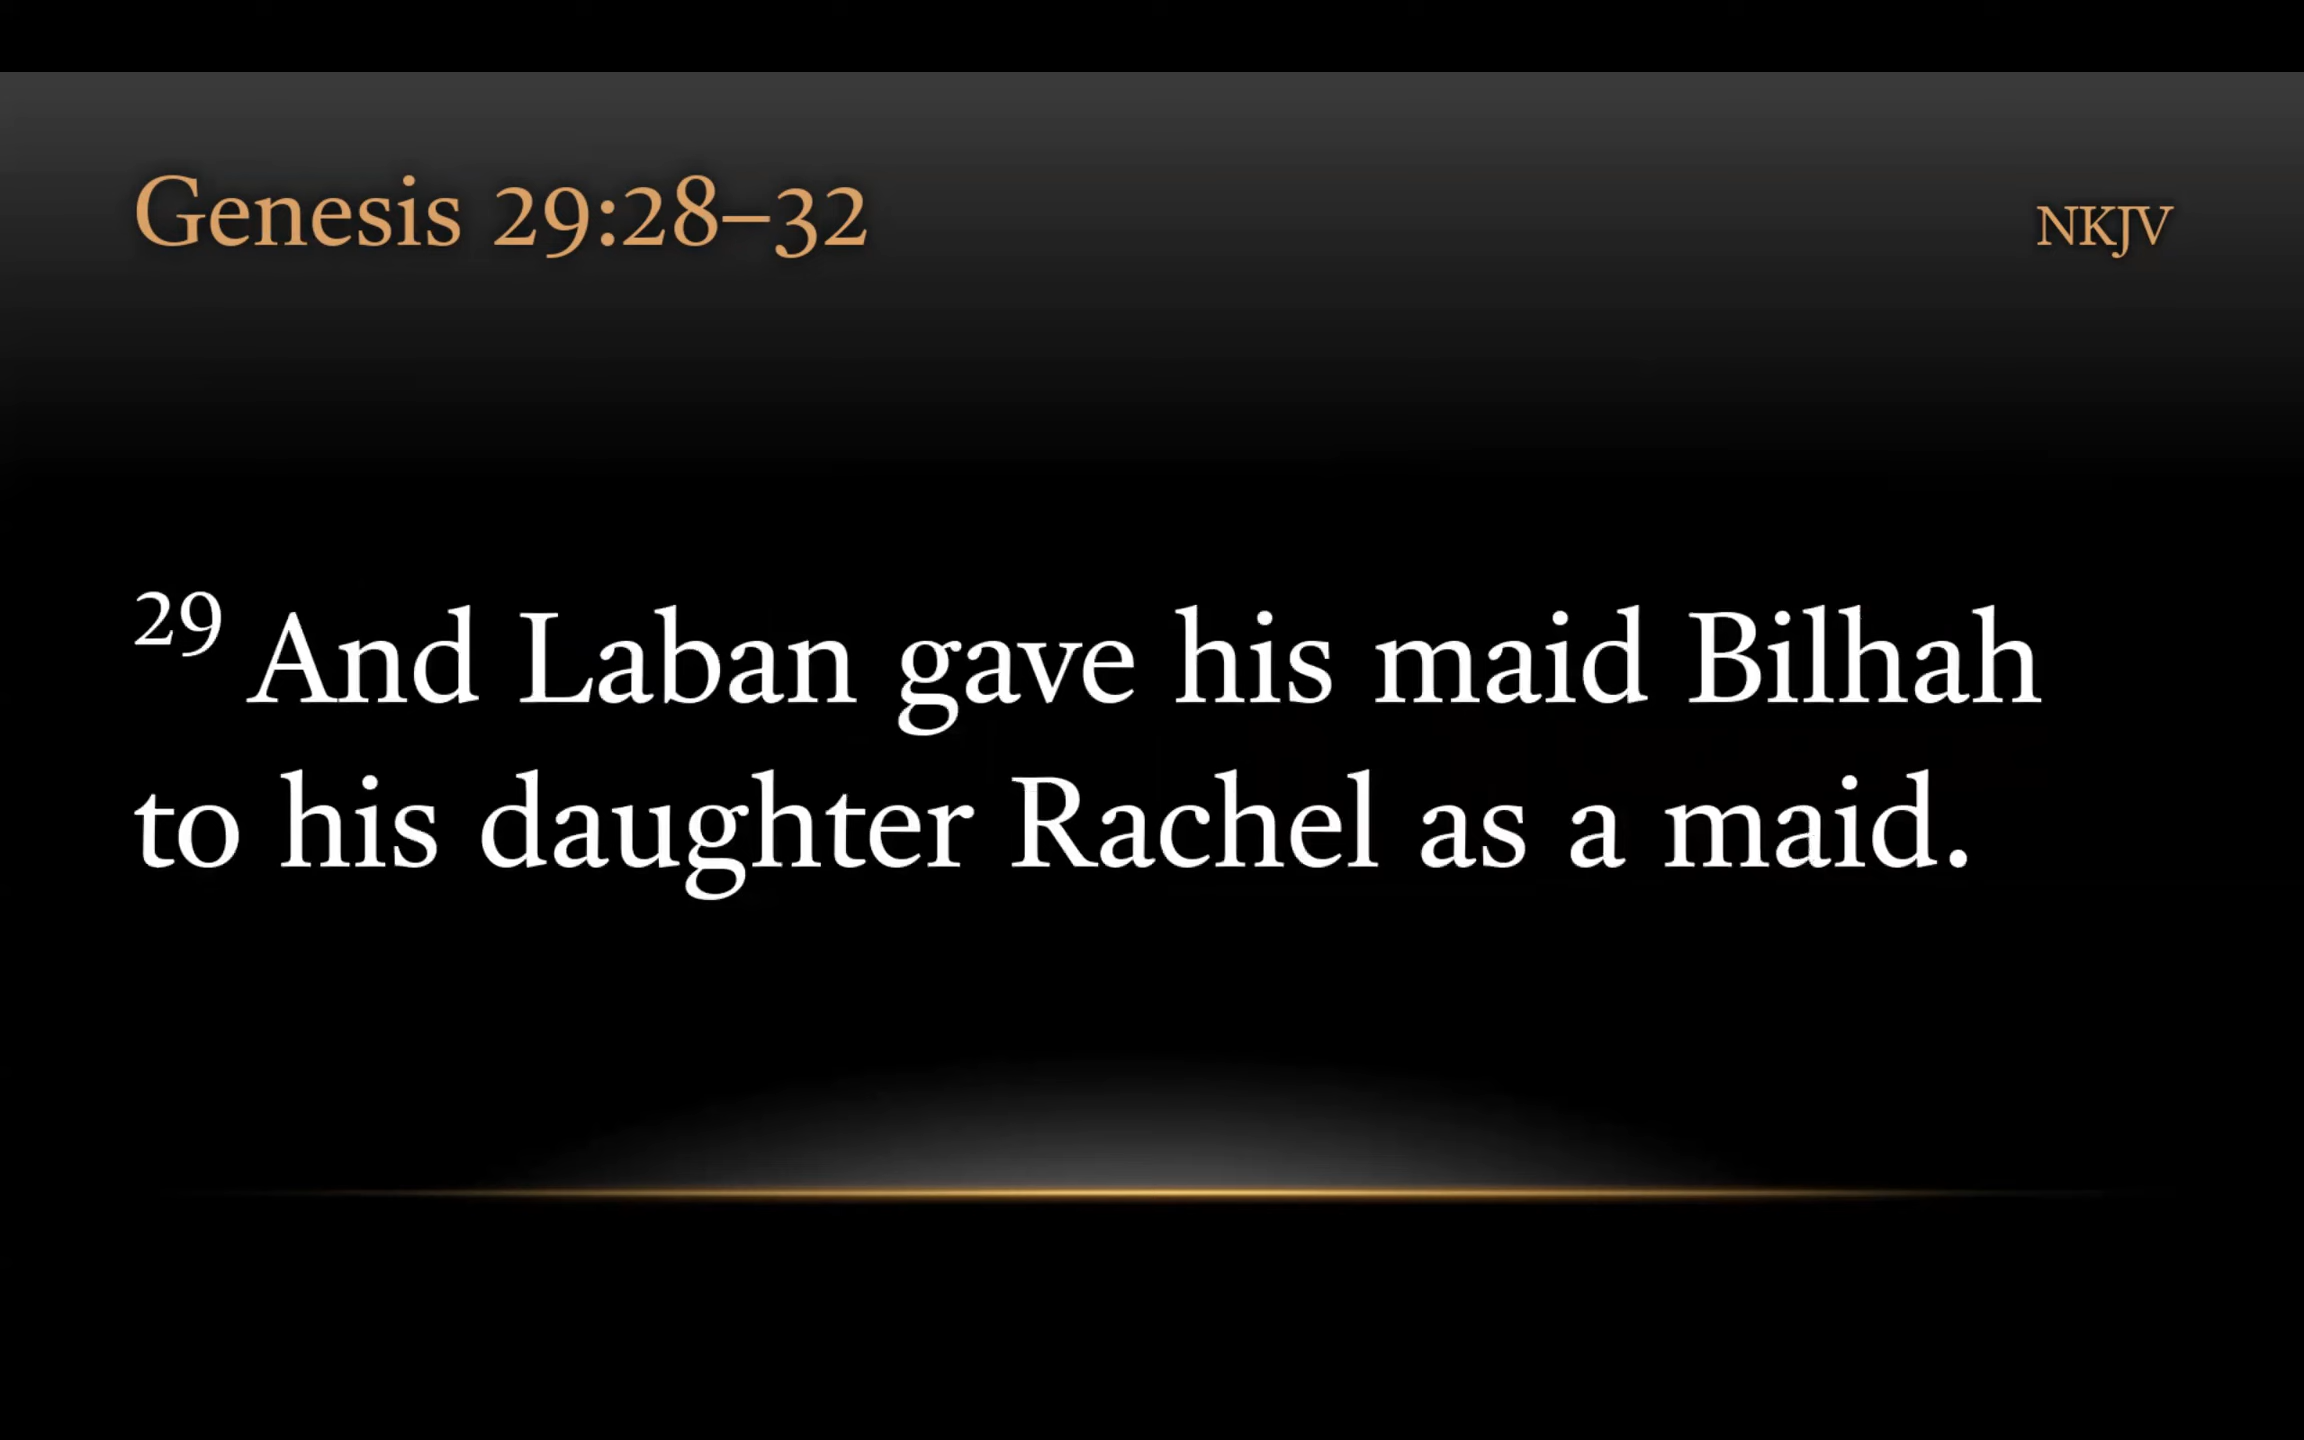 Genesis 29:28–32
NKJV
29 And Laban gave his maid Bilhah
to his daughter Rachel as a maid.